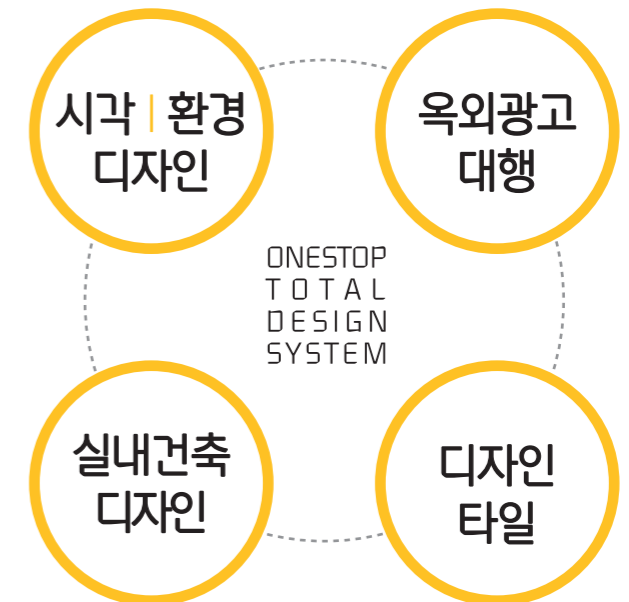 시각 | 환경
디자인
옥외광고
대행
ONESTOP
TOTAL
DESIGN
SYSTEM
실내건축
디자인
디자인
타일